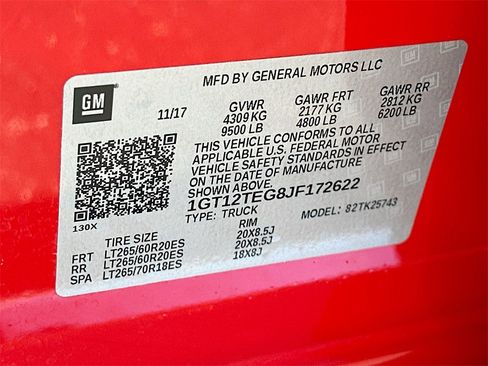 MFD BY GENERAL MOTORS LLC
GM
11/17
GVWR GAWR FRT GAWR RR
4309 KG 2177 KG 2812 KG
9500 LB 4800 LB 6200 LB
THIS VEHICLE CONFORMS TO ALL
APPLICABLE U.S. FEDERAL MOTOR
VEHICLE SAFETY STANDARDS IN EFFECT
ON THE DATE OF MANUFACTURE
SHOWN ABOVE.
1GT12TEG8JF172622
TYPE: TRUCK MODEL: 82TK25743
130X
TIRE SIZE RIM
FRT LT265/60R20ES 20X8.5J
RR LT265/60R20ES 20X8.5J
SPA LT265/70R18ES 18X8J